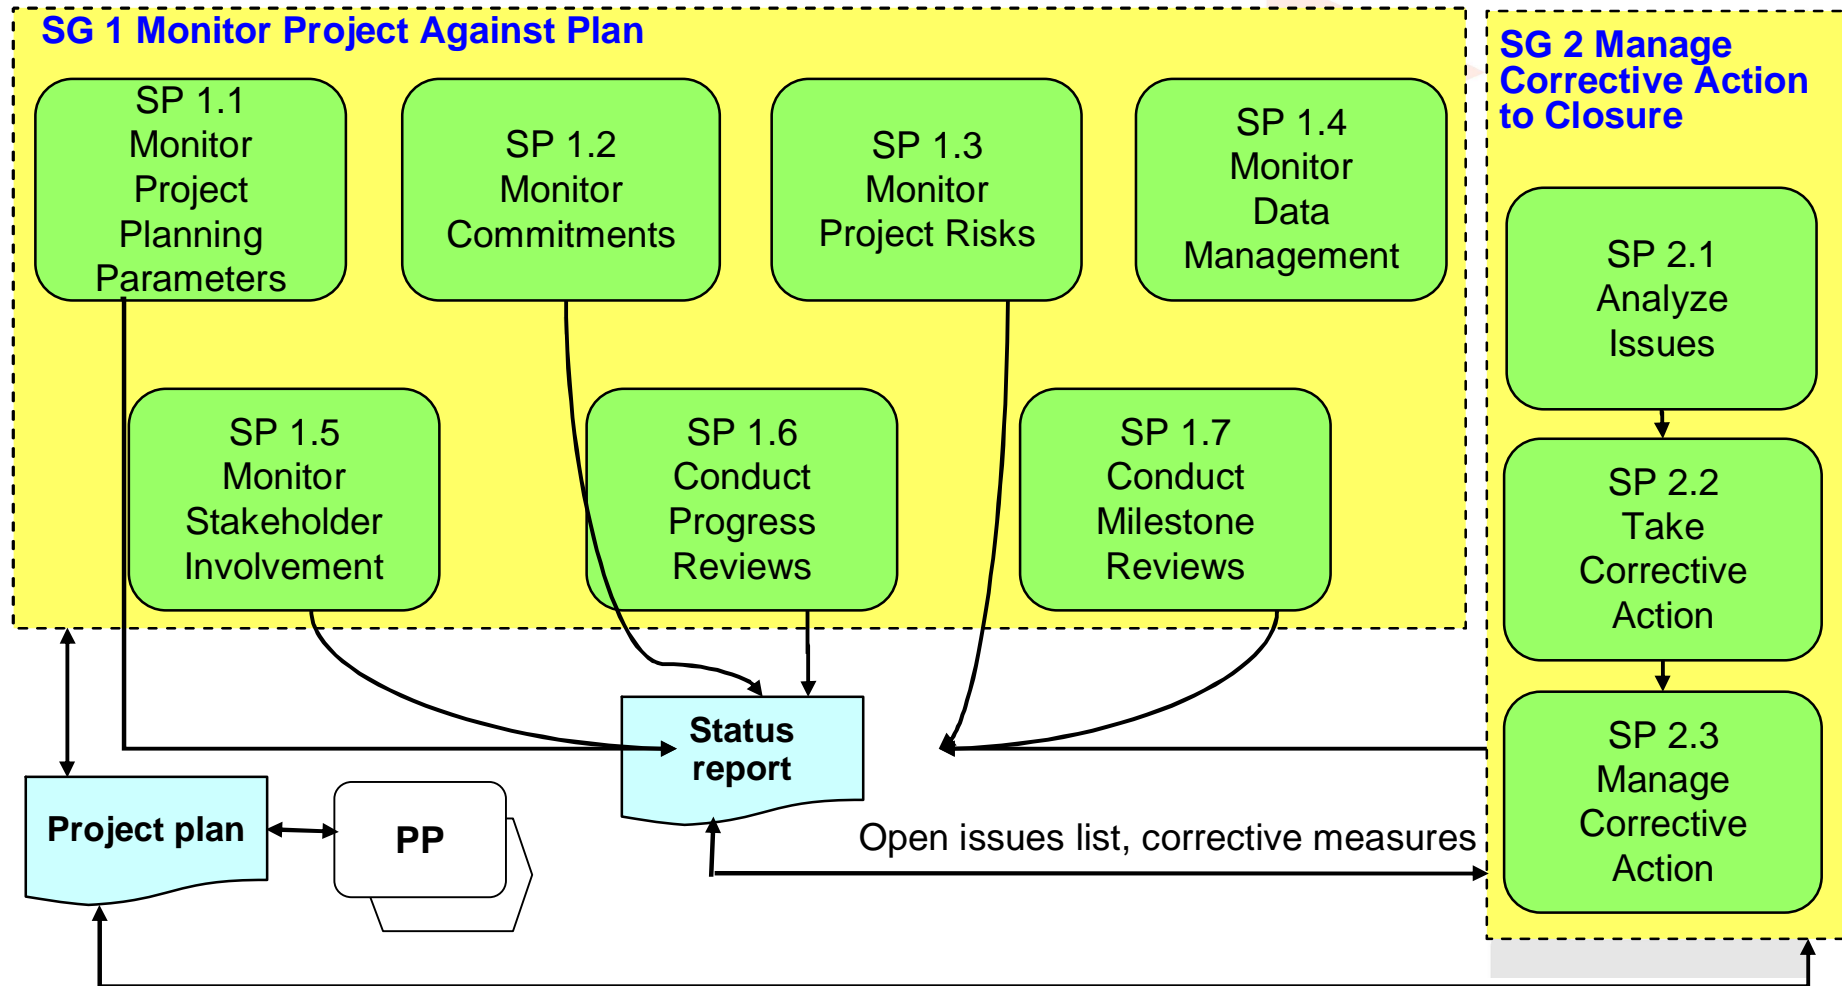 SG 1 Monitor Project Against Plan
SP 1.1
Monitor
Project
Planning
Parameters
SP 1.2
Monitor
Commitments
SP 1.3
Monitor
Project Risks
SP 1.4
Monitor
Data
Management
SP 1.5
Monitor
Stakeholder
Involvement
SP 1.6
Conduct
Progress
Reviews
SP 1.7
Conduct
Milestone
Reviews
SG 2 Manage
Corrective Action
to Closure
SP 2.1
Analyze
Issues
SP 2.2
Take
Corrective
Action
SP 2.3
Manage
Corrective
Action
Status
report
Project plan
PP
Open issues list, corrective measures